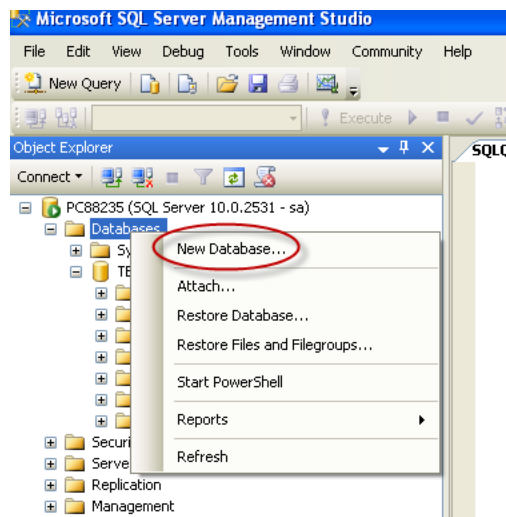 Microsoft SQL Server Management Studio
File Edit View Debug Tools Window Community Help
New Query
Execute
Object Explorer
Connect
PC88235 (SQL Server 10.0.2531 - sa)
Databases
New Database...
Attach...
Restore Database...
Restore Files and Filegroups...
Start PowerShell
Reports
Refresh
Securi
Serve
Replication
Management